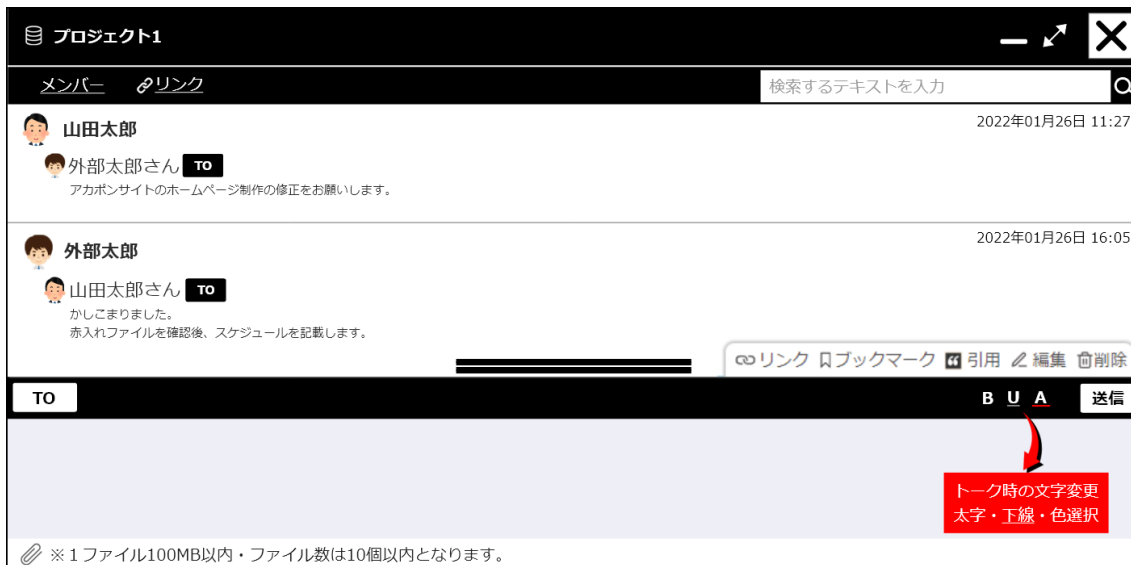 プロジェクト1
メンバー リンク 検索するテキストを入力
山田太郎 2022年01月26日 11:27
外部太郎さん TO
アカポンサイトのホームページ制作の修正をお願いします。
外部太郎 2022年01月26日 16:05
山田太郎さん TO
かしこまりました。
赤入れファイルを確認後、スケジュールを記載します。
リンク ブックマーク 引用 編集 削除
TO B U A 送信
トーク時の文字変更
太字・下線・色選択
※１ファイル100MB以内・ファイル数は10個以内となります。